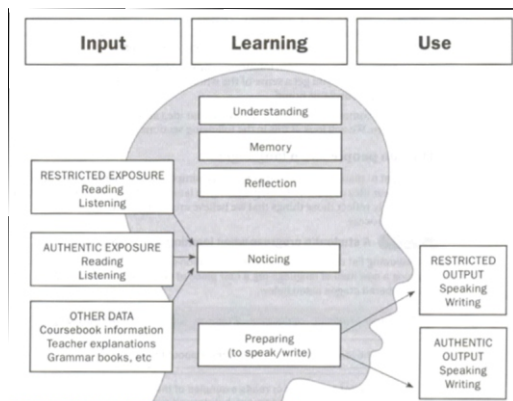 Input
Learning
Use
Understanding
Memory
Reflection
RESTRICTED EXPOSURE
Reading
Listening
Noticing
AUTHENTIC EXPOSURE
Reading
Listening
OTHER DATA
Coursebook information
Teacher explanations
Grammar books, etc
Preparing
(to speak/write)
RESTRICTED
OUTPUT
Speaking
Writing
AUTHENTIC
OUTPUT
Speaking
Writing